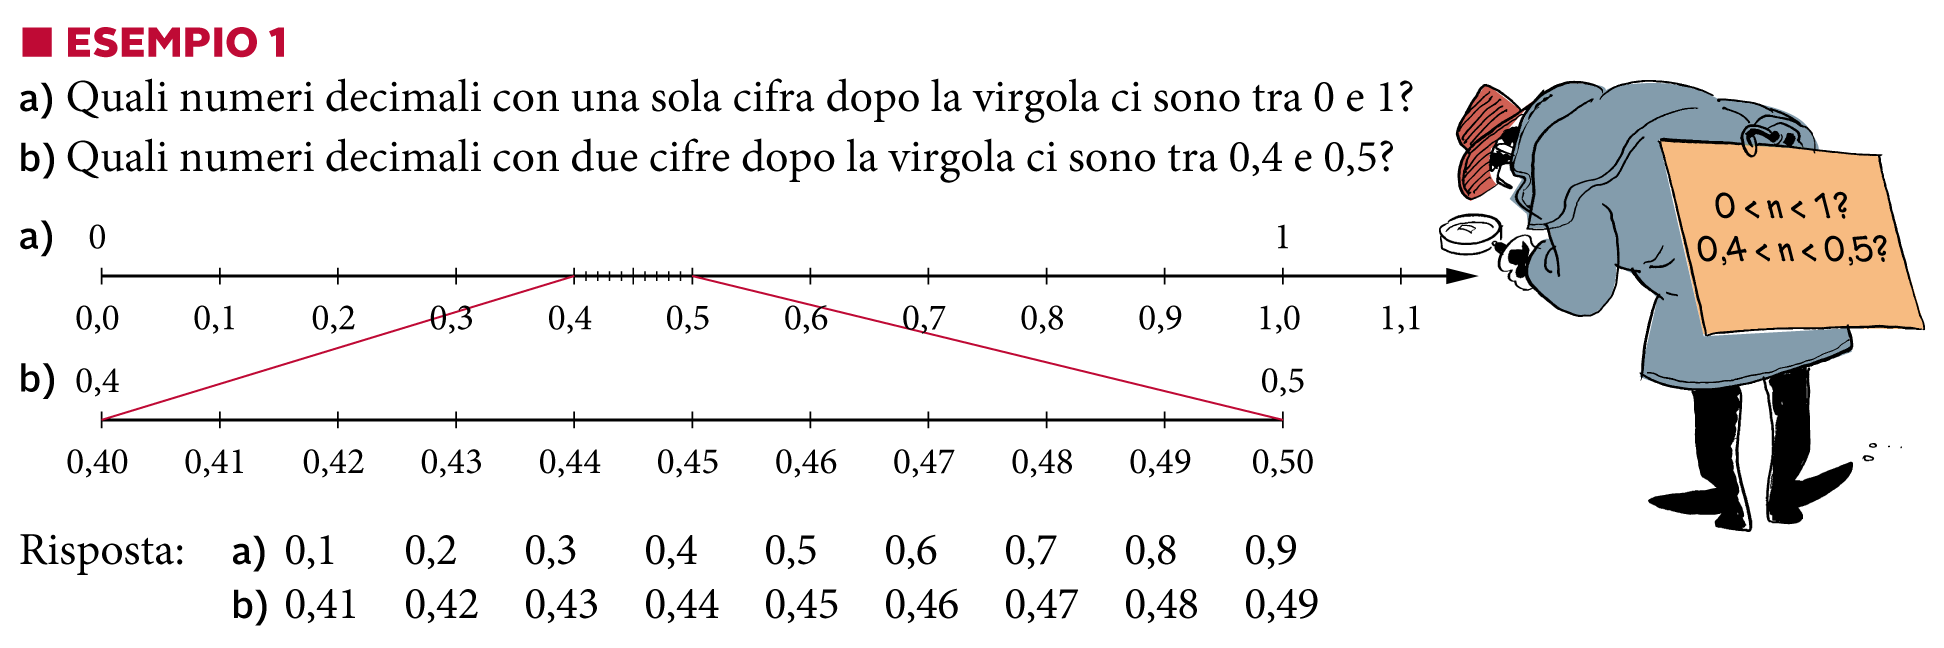 ESEMPIO 1
a) Quali numeri decimali con una sola cifra dopo la virgola ci sono tra 0 e 1?
b) Quali numeri decimali con due cifre dopo la virgola ci sono tra 0,4 e 0,5?
a) 0 1
0,0 0,1 0,2 0,3 0,4 0,5 0,6 0,7 0,8 0,9 1,0 1,1
b) 0,4 0,5
0,40 0,41 0,42 0,43 0,44 0,45 0,46 0,47 0,48 0,49 0,50
0 < n < 1?
0,4 < n < 0,5?
Risposta: a) 0,1 0,2 0,3 0,4 0,5 0,6 0,7 0,8 0,9
b) 0,41 0,42 0,43 0,44 0,45 0,46 0,47 0,48 0,49